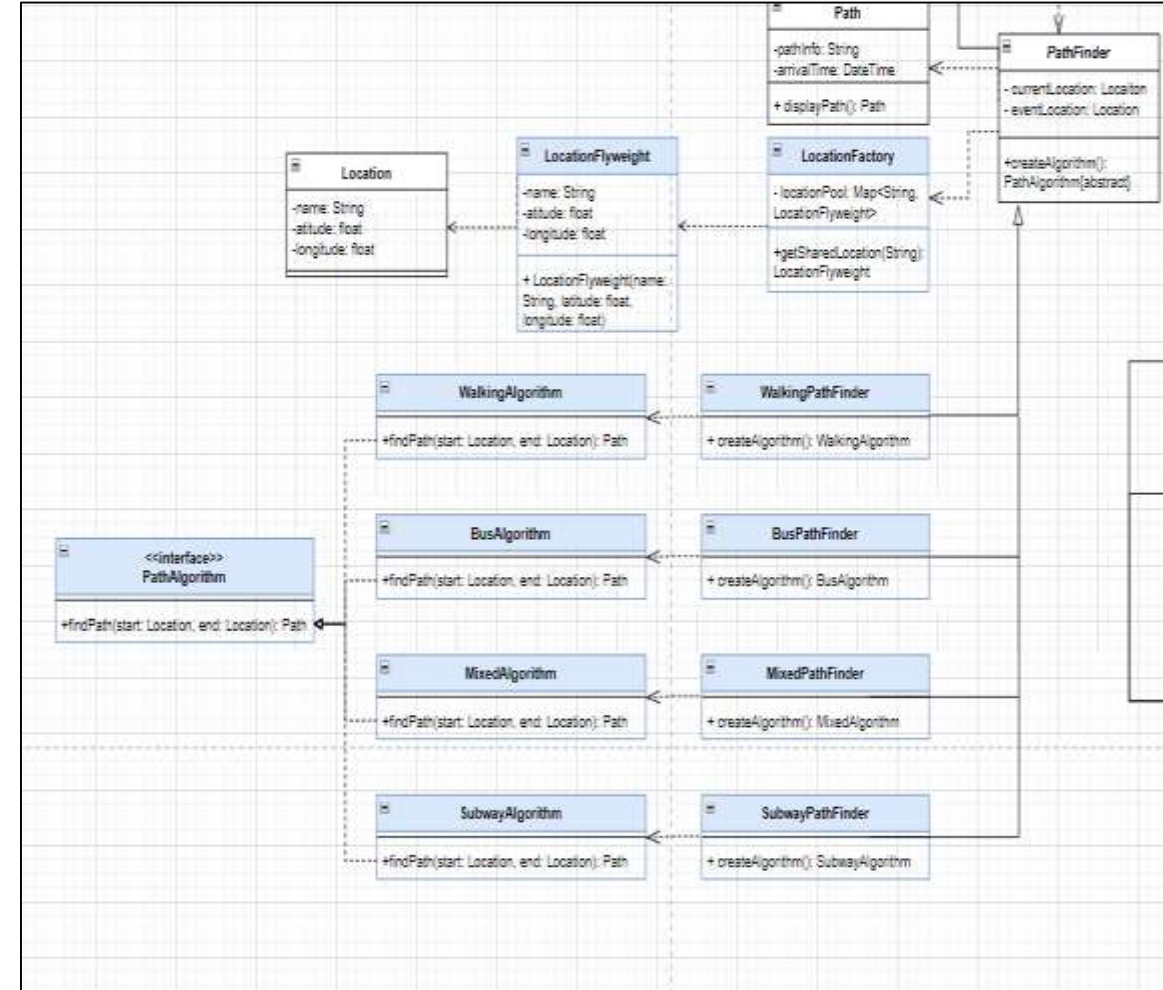 Path
-pathInfo: String
-arrivalTime: DateTime
+ displayPath(): Path
PathFinder
- currentLocation: Locaiton
- eventLocation: Location
+createAlgorithm():
PathAlgorithm{abstract}
Location
-name: String
-atitude: float
-longitude: float
LocationFlyweight
-name: String
-atitude: float
-longitude: float
+ LocationFlyweight(name:
String, latitude: float,
longitude: float)
LocationFactory
- locationPool: Map<String,
LocationFlyweight>
+getSharedLocation(String):
LocationFlyweight
WalkingAlgorithm
+findPath(start: Location, end: Location): Path
WalkingPathFinder
+ createAlgorithm(): WalkingAlgorithm
BusAlgorithm
+findPath(start: Location, end: Location): Path
BusPathFinder
+ createAlgorithm(): BusAlgorithm
<<interface>>
PathAlgorithm
+findPath(start: Location, end: Location): Path
MixedAlgorithm
+findPath(start: Location, end: Location): Path
MixedPathFinder
+ createAlgorithm(): MixedAlgorithm
SubwayAlgorithm
+findPath(start: Location, end: Location): Path
SubwayPathFinder
+ createAlgorithm(): SubwayAlgorithm